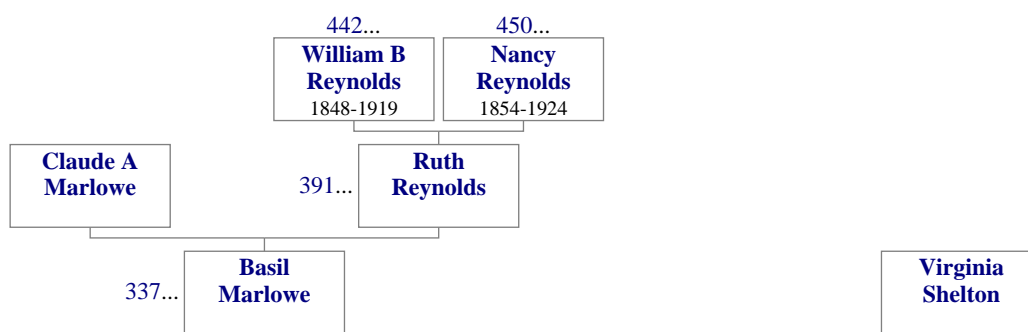 442... 450...
William B
Reynolds
1848-1919
Nancy
Reynolds
1854-1924
Claude A
Marlowe
391...
Ruth
Reynolds
337...
Basil
Marlowe
Virginia
Shelton